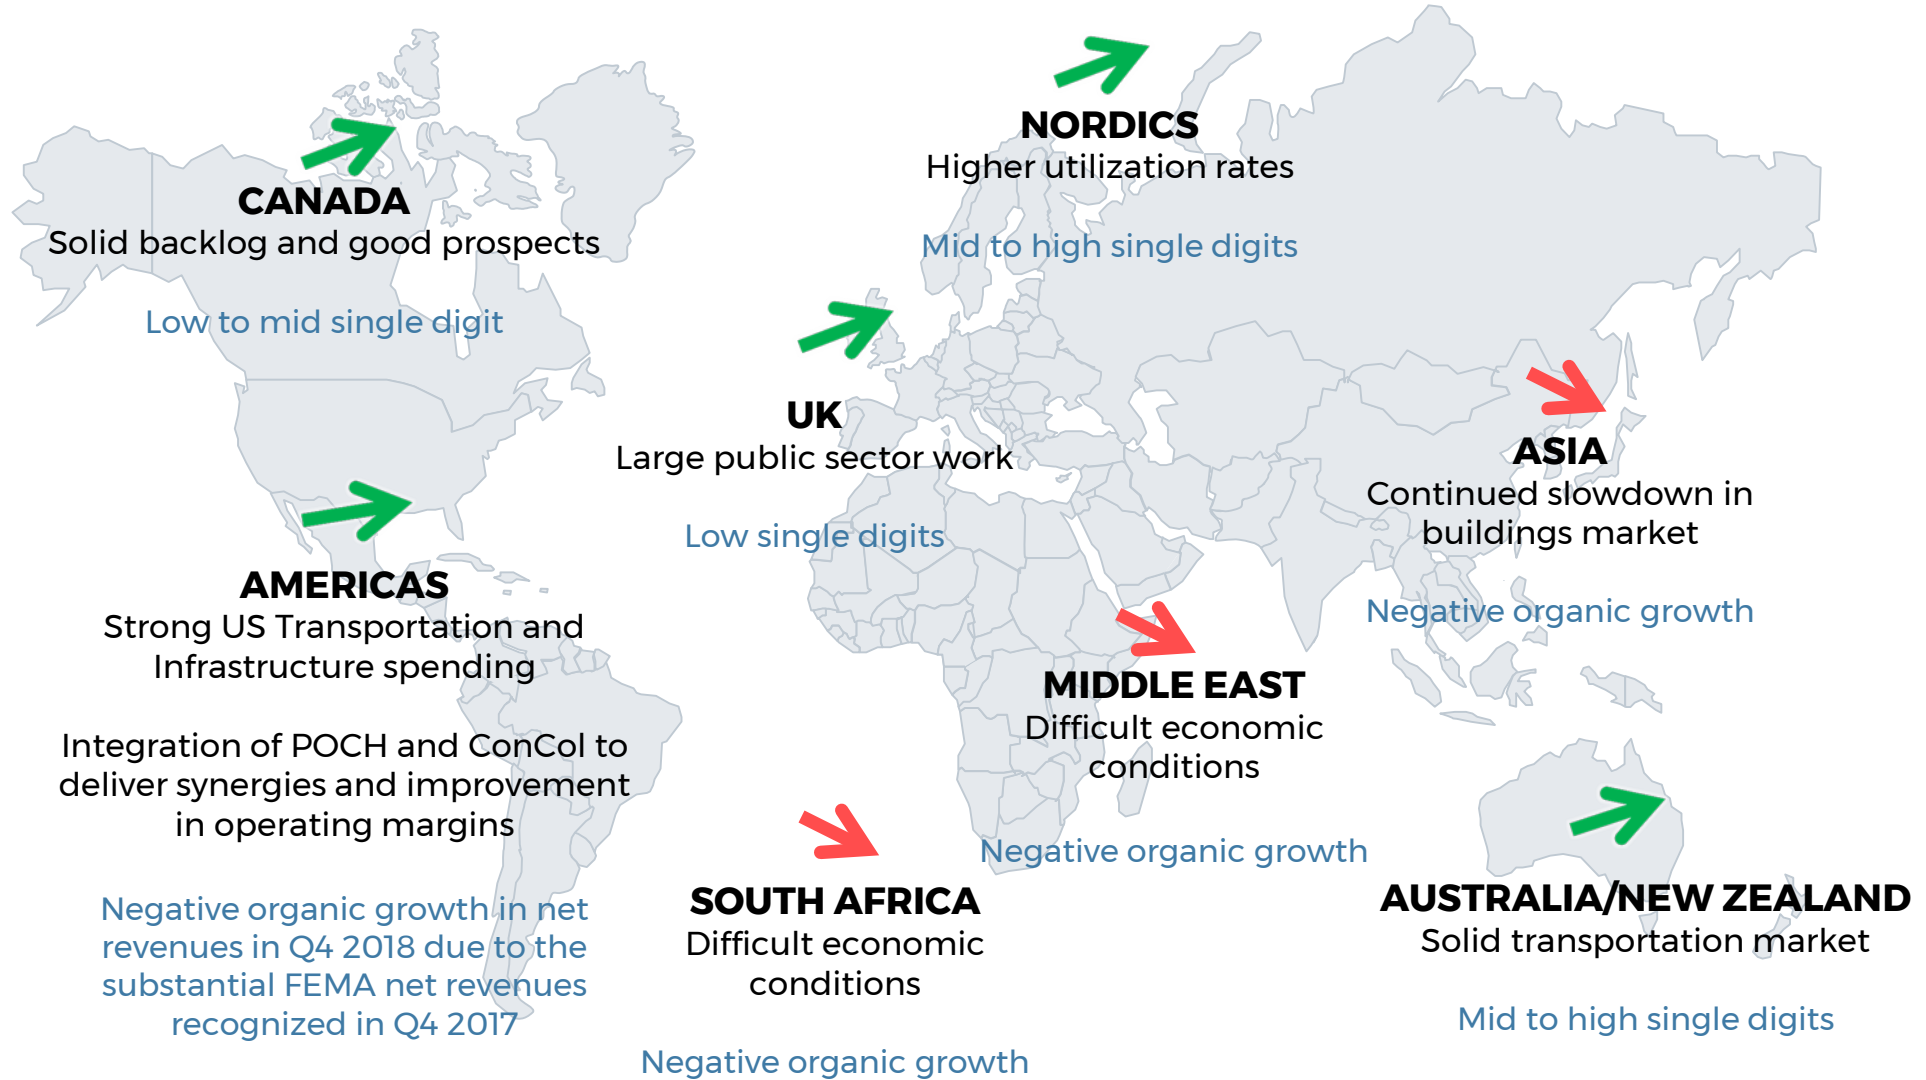 CANADA
Solid backlog and good prospects
Low to mid single digit
AMERICAS
Strong US Transportation and
Infrastructure spending
Integration of POCH and ConCol to
deliver synergies and improvement
in operating margins
Negative organic growth in net
revenues in Q4 2018 due to the
substantial FEMA net revenues
recognized in Q4 2017
NORDICS
Higher utilization rates
Mid to high single digits
UK
Large public sector work
Low single digits
SOUTH AFRICA
Difficult economic
conditions
Negative organic growth
MIDDLE EAST
Difficult economic
conditions
Negative organic growth
ASIA
Continued slowdown in
buildings market
Negative organic growth
AUSTRALIA/NEW ZEALAND
Solid transportation market
Mid to high single digits